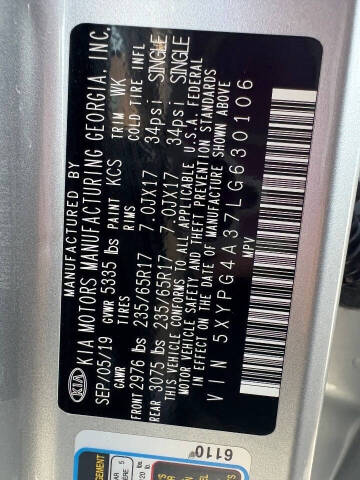 KIA
MANUFACTURED BY
KIA MOTORS MANUFACTURING GEORGIA, INC.
SEP/05/19 GVWR 5335 lbs PAINT KCS TRIM WK
GAWR TIRES RIMS COLD TIRE INFL
FRONT 2976 lbs 235/65R17 7.0JX17 34psi SINGLE
REAR 3075 lbs 235/65R17 7.0JX17 34psi SINGLE
THIS VEHICLE CONFORMS TO ALL APPLICABLE U.S.A. FEDERAL
MOTOR VEHICLE SAFETY AND THEFT PREVENTION STANDARDS
IN EFFECT ON THE DATE OF MANUFACTURE SHOWN ABOVE
VIN 5XYPG4A37LG630106
MPV
6110